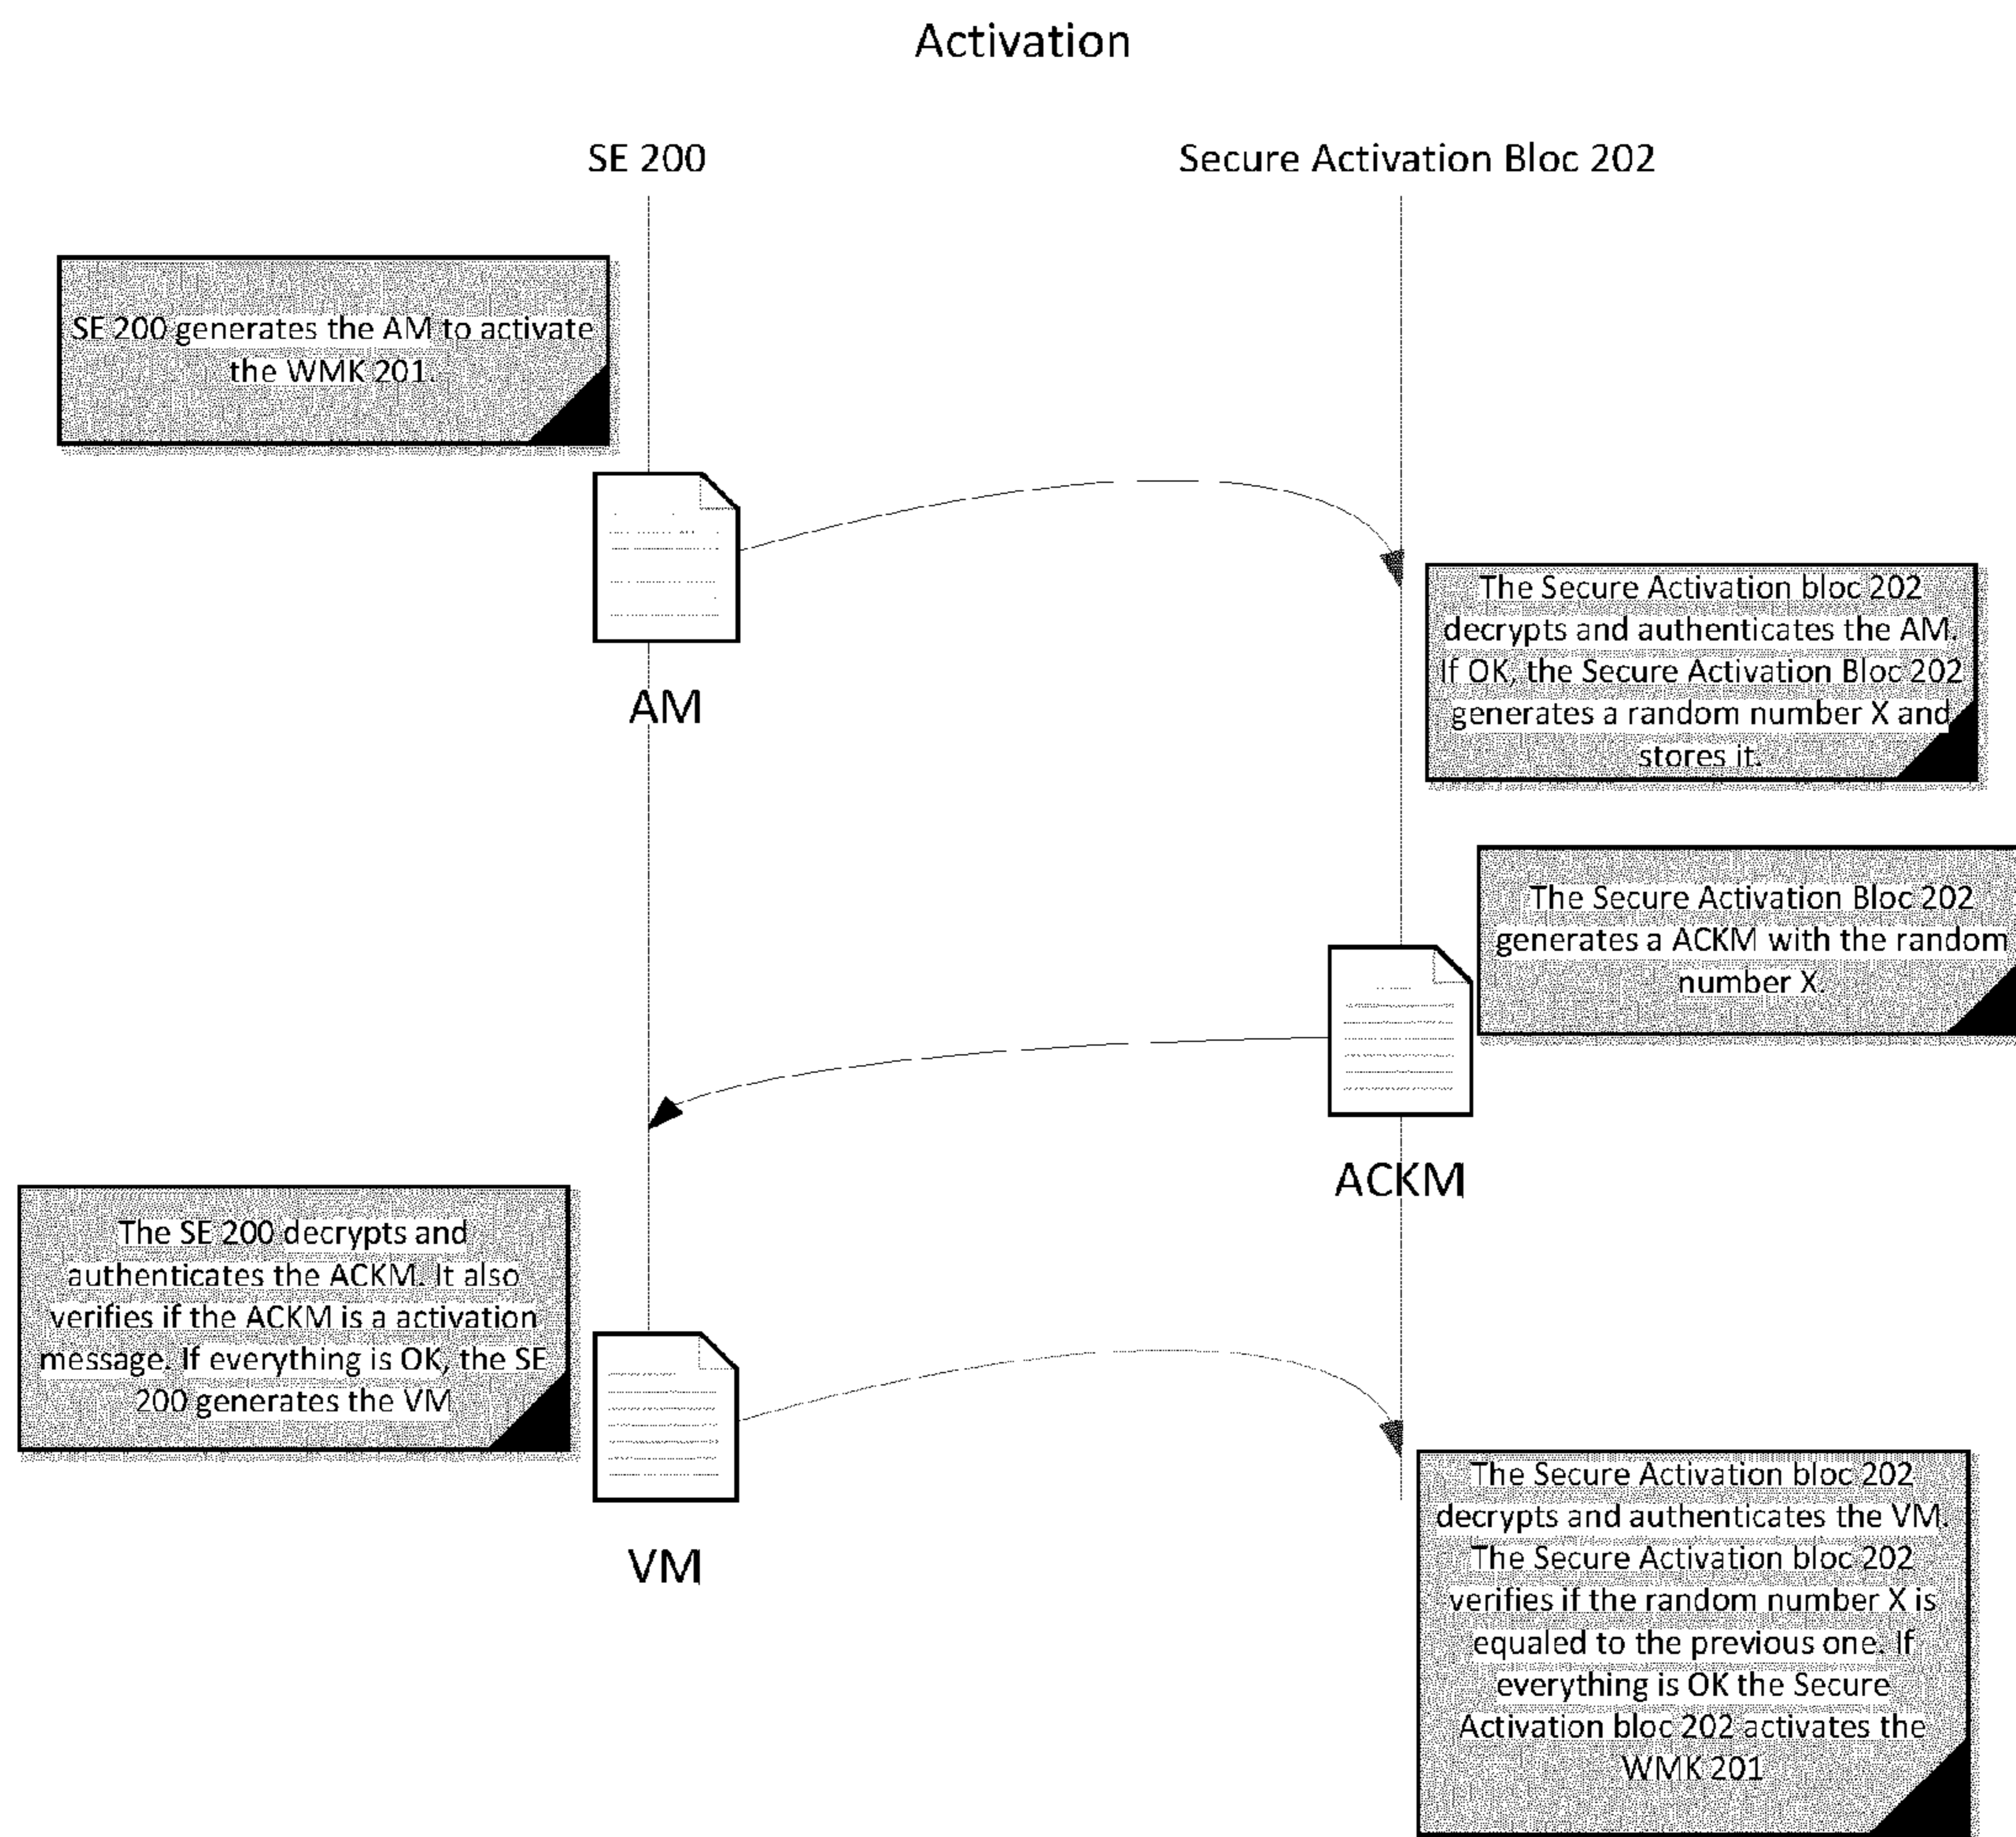 Activation
SE 200
Secure Activation Bloc 202
SE 200 generates the AM to activate
the WMK 201.
AM
The Secure Activation bloc 202
decrypts and authenticates the AM.
If OK, the Secure Activation Bloc 202
generates a random number X and
stores it.
The Secure Activation Bloc 202
generates a ACKM with the random
number X.
ACKM
The SE 200 decrypts and
authenticates the ACKM. It also
verifies if the ACKM is a activation
message. If everything is OK, the SE
200 generates the VM
VM
The Secure Activation bloc 202
decrypts and authenticates the VM.
The Secure Activation bloc 202
verifies if the random number X is
equaled to the previous one. If
everything is OK the Secure
Activation bloc 202 activates the
WMK 201